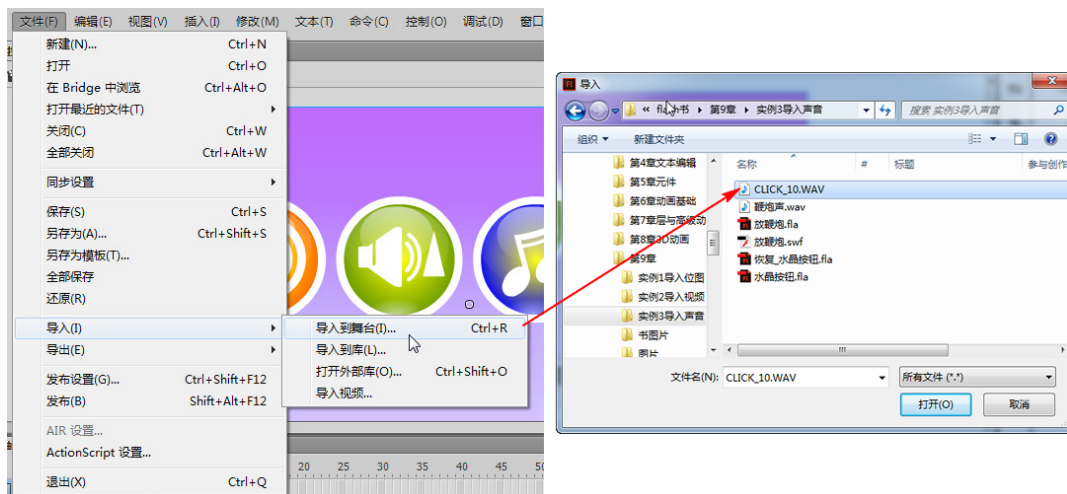 文件(F) 编辑(E) 视图(V) 插入(I) 修改(M) 文本(T) 命令(C) 控制(O) 调试(D) 窗口
新建(N)... Ctrl+N
打开 Ctrl+O
在 Bridge 中浏览 Ctrl+Alt+O
打开最近的文件(T)
关闭(C) Ctrl+W
全部关闭 Ctrl+Alt+W
同步设置
保存(S) Ctrl+S
另存为(A)... Ctrl+Shift+S
另存为模板(T)...
全部保存
还原(R)
导入(I)
导出(E)
发布设置(G)... Ctrl+Shift+F12
发布(B) Shift+Alt+F12
AIR 设置...
ActionScript 设置...
退出(X) Ctrl+Q
导入到舞台(I)... Ctrl+R
导入到库(L)...
打开外部库(O)... Ctrl+Shift+O
导入视频...
20 25 30 35 40 45 50
导入
« 书 第9章 实例3导入声音
搜索 实例3导入声音
组织 新建文件夹
第4章文本编辑
第5章元件
第6章动画基础
第7章层与高级动
第8章3D动画
第9章
实例1导入位图
实例2导入视频
实例3导入声音
书图片
图片
名称 # 标题 参与创作
CLICK_10.WAV
鞭炮声.wav
放鞭炮.fla
放鞭炮.swf
恢复_水晶按钮.fla
水晶按钮.fla
文件名(N): CLICK_10.WAV 所有文件 (*.*)
打开(O) 取消